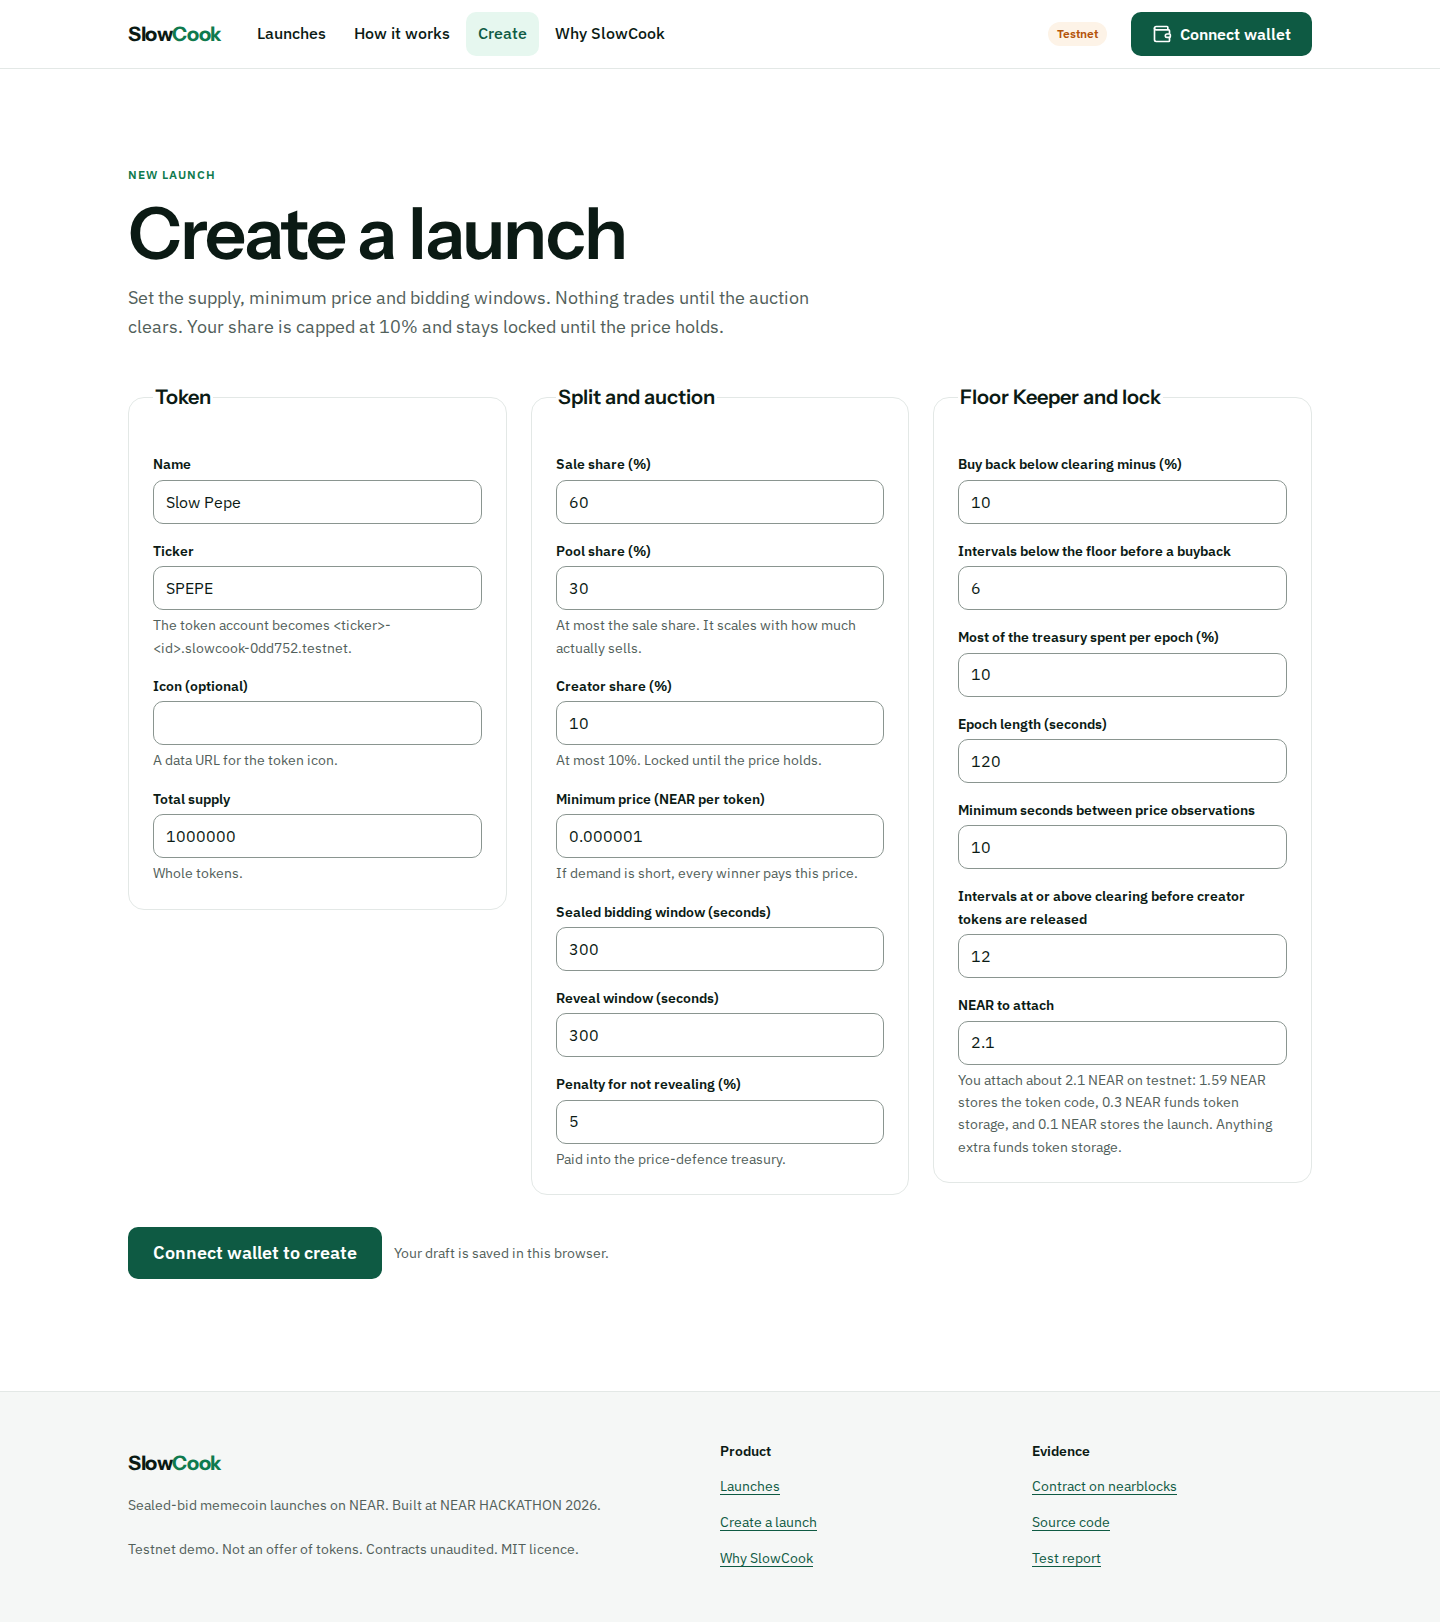 SlowCook
Launches
How it works
Create
Why SlowCook
Testnet
Connect wallet
NEW LAUNCH
Create a launch
Set the supply, minimum price and bidding windows. Nothing trades until the auction
clears. Your share is capped at 10% and stays locked until the price holds.
Token
Name
Slow Pepe
Ticker
SPEPE
The token account becomes <ticker>-
<id>.slowcook-0dd752.testnet.
Icon (optional)
A data URL for the token icon.
Total supply
1000000
Whole tokens.
Split and auction
Sale share (%)
60
Pool share (%)
30
At most the sale share. It scales with how much
actually sells.
Creator share (%)
10
At most 10%. Locked until the price holds.
Minimum price (NEAR per token)
0.000001
If demand is short, every winner pays this price.
Sealed bidding window (seconds)
300
Reveal window (seconds)
300
Penalty for not revealing (%)
5
Paid into the price-defence treasury.
Floor Keeper and lock
Buy back below clearing minus (%)
10
Intervals below the floor before a buyback
6
Most of the treasury spent per epoch (%)
10
Epoch length (seconds)
120
Minimum seconds between price observations
10
Intervals at or above clearing before creator
tokens are released
12
NEAR to attach
2.1
You attach about 2.1 NEAR on testnet: 1.59 NEAR
stores the token code, 0.3 NEAR funds token
storage, and 0.1 NEAR stores the launch. Anything
extra funds token storage.
Connect wallet to create
Your draft is saved in this browser.
SlowCook
Sealed-bid memecoin launches on NEAR. Built at NEAR HACKATHON 2026.
Testnet demo. Not an offer of tokens. Contracts unaudited. MIT licence.
Product
Launches
Create a launch
Why SlowCook
Evidence
Contract on nearblocks
Source code
Test report